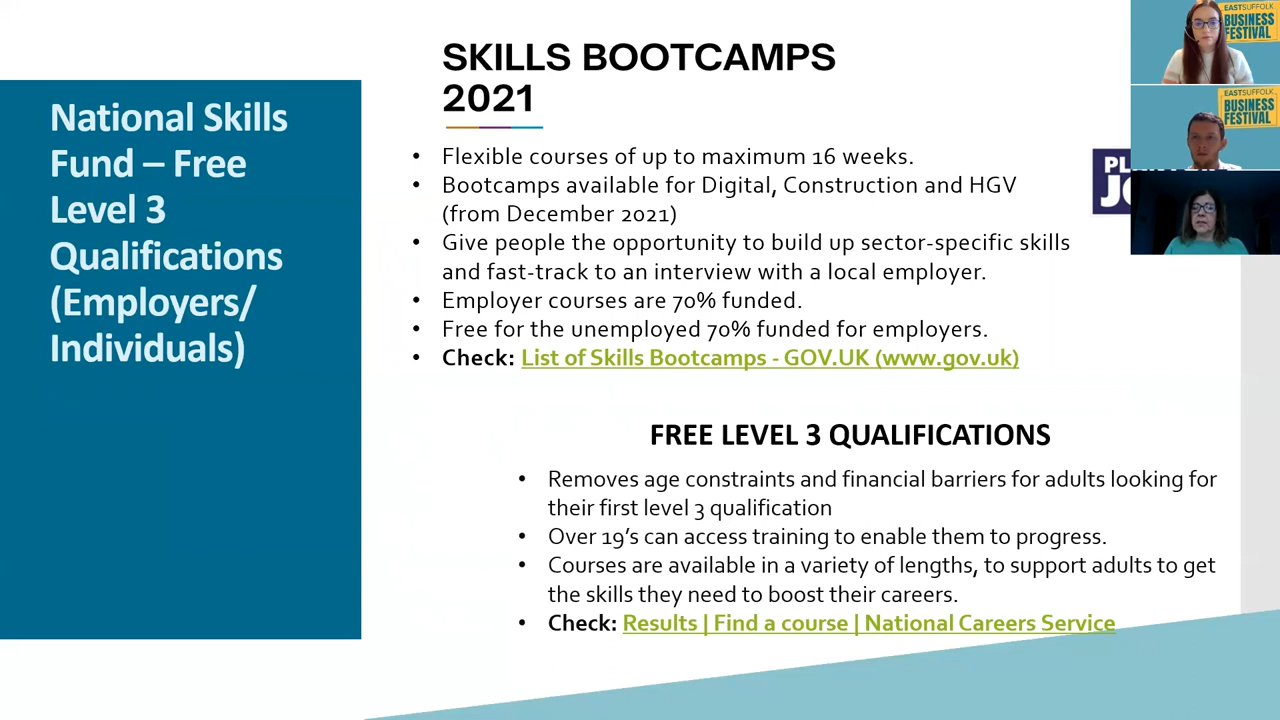 SKILLS BOOTCAMPS
2021
National Skills
Fund – Free
Level 3
Qualifications
(Employers/
Individuals)
• Flexible courses of up to maximum 16 weeks.
• Bootcamps available for Digital, Construction and HGV
(from December 2021)
• Give people the opportunity to build up sector-specific skills
and fast-track to an interview with a local employer.
• Employer courses are 70% funded.
• Free for the unemployed 70% funded for employers.
• Check: List of Skills Bootcamps - GOV.UK (www.gov.uk)
FREE LEVEL 3 QUALIFICATIONS
• Removes age constraints and financial barriers for adults looking for
their first level 3 qualification
• Over 19’s can access training to enable them to progress.
• Courses are available in a variety of lengths, to support adults to get
the skills they need to boost their careers.
• Check: Results | Find a course | National Careers Service
EAST SUFFOLK
BUSINESS
FESTIVAL
EAST SUFFOLK
BUSINESS
FESTIVAL